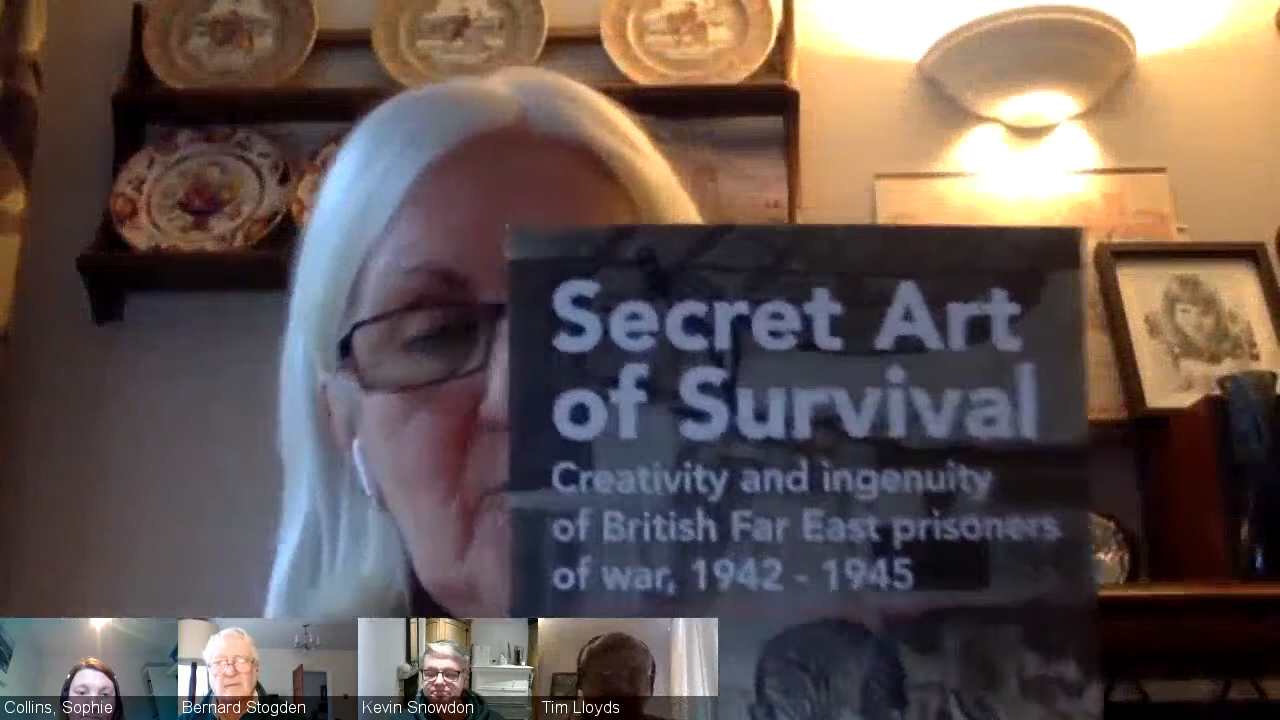 Secret Art
of Survival
Creativity and ingenuity
of British Far East prisoners
of war, 1942 - 1945
Collins, Sophie
Bernard Stogden
Kevin Snowdon
Tim Lloyds